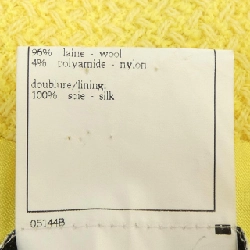 96% laine - wool
4% polyamide - nylon
doublure/lining
100% soie - silk
05144B